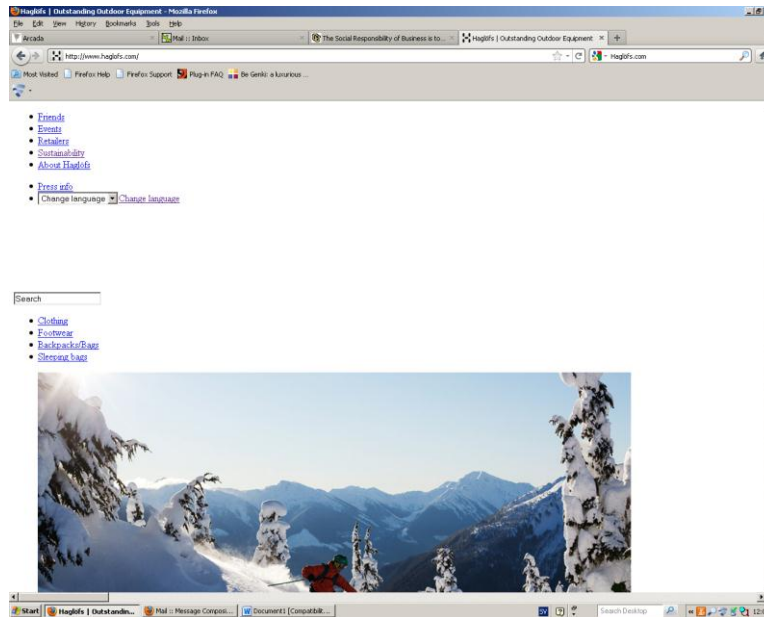 Haglöfs | Outstanding Outdoor Equipment - Mozilla Firefox
File Edit View History Bookmarks Tools Help
Arcada Mail :: Inbox The Social Responsibility of Business is to... Haglöfs | Outstanding Outdoor Equipment
http://www.haglofs.com/ Haglöfs.com
Most Visited Firefox Help Firefox Support Plug-in FAQ Be Genki: a luxurious ...
Friends
Events
Retailers
Sustainability
About Haglöfs
Press info
Change language Change language
Search
Clothing
Footwear
Backpacks/Bags
Sleeping bags
Start Haglöfs | Outstandin... Mail :: Message Composi... Document1 [Compatibilit... SV Search Desktop